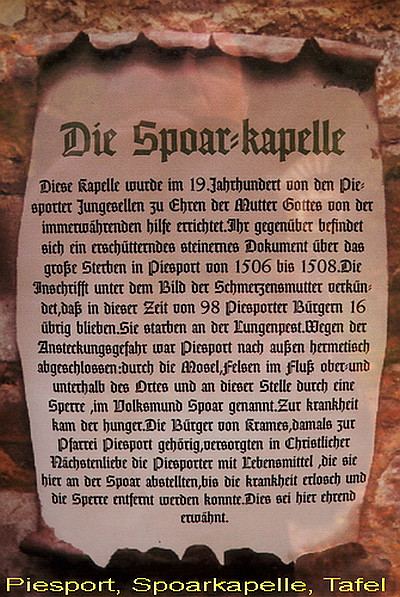 Die Spoar-kapelle
Diese Kapelle wurde im 19.Jahrhundert von den Pie-
sporter Jungesellen zu Ehren der Mutter Gottes von der
immerwährenden hilfe errichtet.Ihr gegenüber befindet
sich ein erschütterndes steinernes Dokument über das
große Sterben in Piesport von 1506 bis 1508.Die
Inschrifft unter dem Bild der Schmerzensmutter verkün-
det,daß in dieser Zeit von 98 Piesporter Bürgern 16
übrig blieben.Sie starben an der Lungenpest.Wegen der
Ansteckungsgefahr war Piesport nach außen hermetisch
abgeschlossen:durch die Mosel,Felsen im Fluß ober-und
unterhalb des Ortes und an dieser Stelle durch eine
Sperre ,im Volksmund Spoar genannt.Zur krankheit
kam der hunger.Die Bürger von Krames,damals zur
Pfarrei Piesport gehörig,versorgten in Christlicher
Nächstenliebe die Piesporter mit Lebensmittel ,die sie
hier an der Spoar abstellten,bis die krankheit erlosch und
die Sperre entfernt werden konnte.Dies sei hier ehrend
erwähnt.
Piesport, Spoarkapelle, Tafel